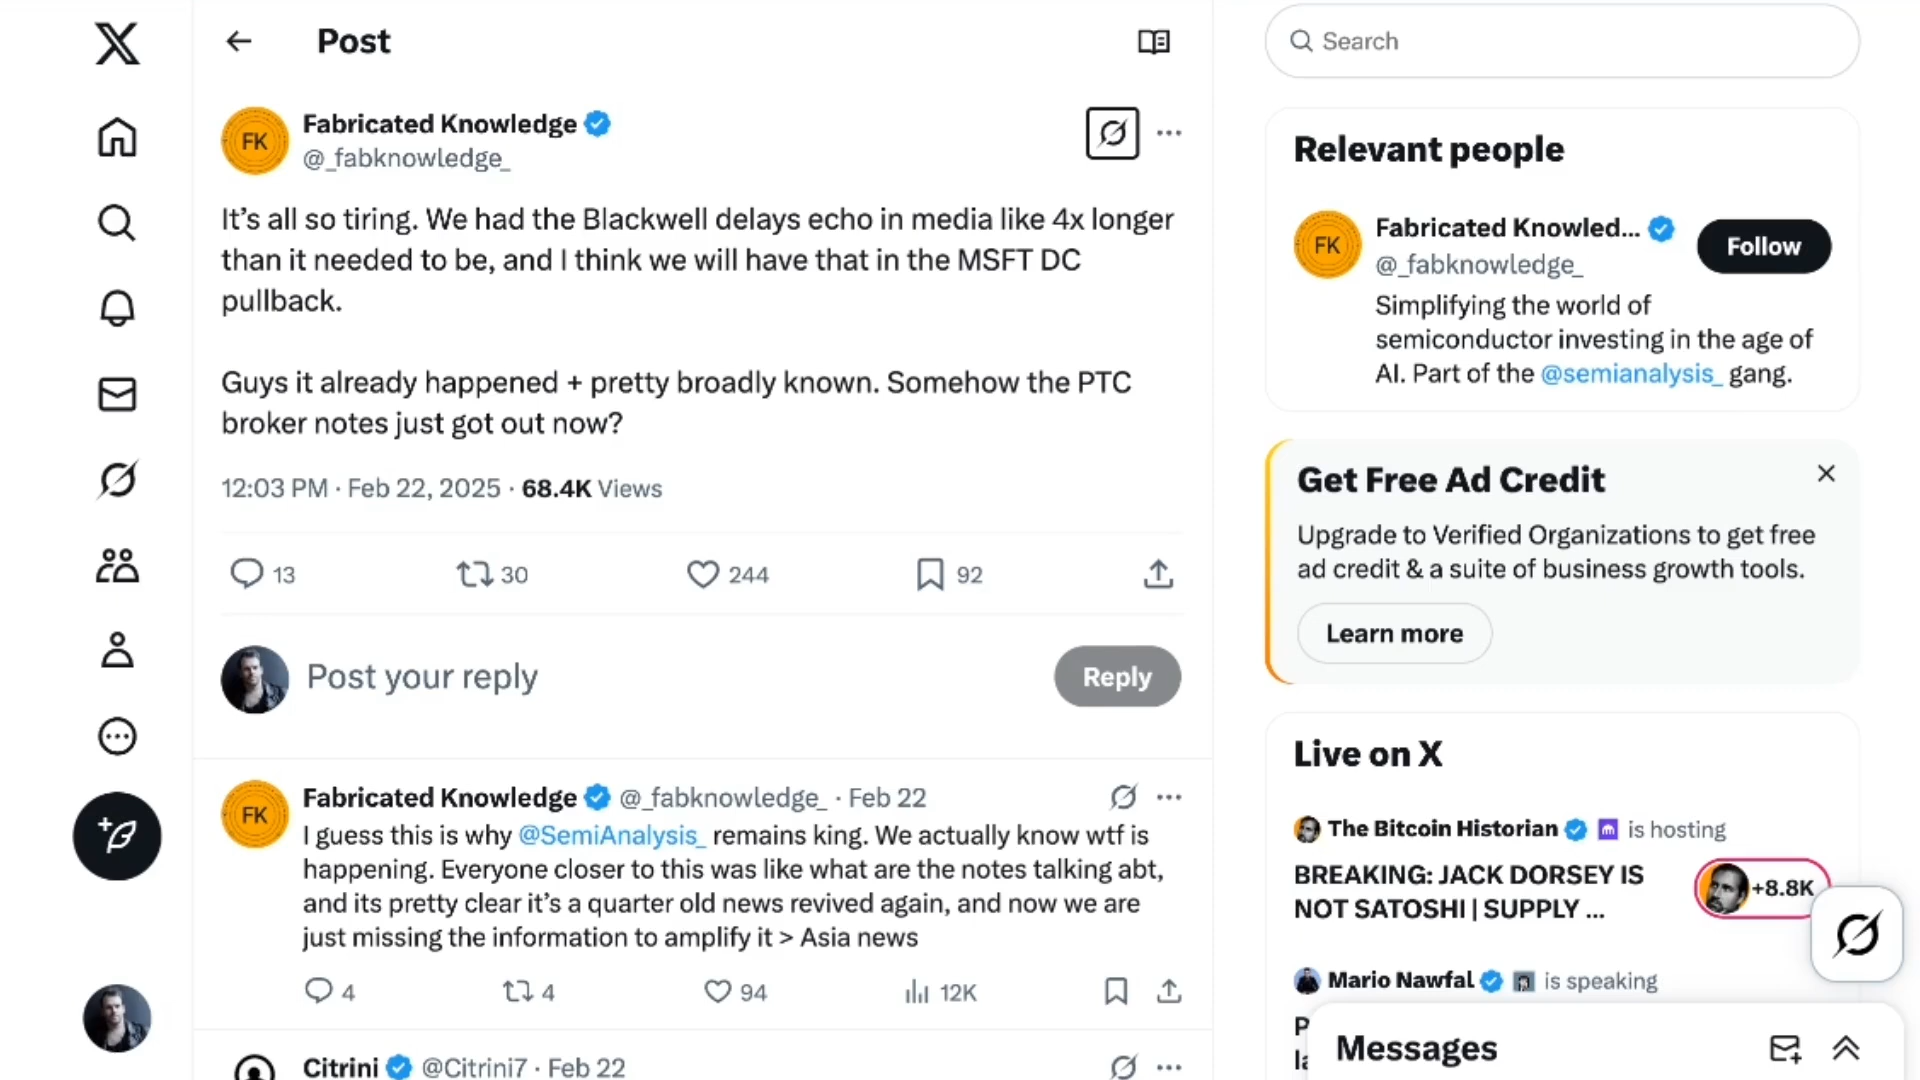 Post
Search
FK
Fabricated Knowledge
@_fabknowledge_
It’s all so tiring. We had the Blackwell delays echo in media like 4x longer
than it needed to be, and I think we will have that in the MSFT DC
pullback.
Guys it already happened + pretty broadly known. Somehow the PTC
broker notes just got out now?
12:03 PM · Feb 22, 2025 · 68.4K Views
13
30
244
92
Post your reply
Reply
FK
Fabricated Knowledge @_fabknowledge_ · Feb 22
I guess this is why @SemiAnalysis_ remains king. We actually know wtf is
happening. Everyone closer to this was like what are the notes talking abt,
and its pretty clear it’s a quarter old news revived again, and now we are
just missing the information to amplify it > Asia news
4
4
94
12K
Citrini @Citrini7 · Feb 22
Relevant people
FK
Fabricated Knowled...
@_fabknowledge_
Follow
Simplifying the world of
semiconductor investing in the age of
AI. Part of the @semianalysis_ gang.
Get Free Ad Credit
Upgrade to Verified Organizations to get free
ad credit & a suite of business growth tools.
Learn more
Live on X
The Bitcoin Historian is hosting
BREAKING: JACK DORSEY IS
NOT SATOSHI | SUPPLY ...
+8.8K
Mario Nawfal is speaking
Messages